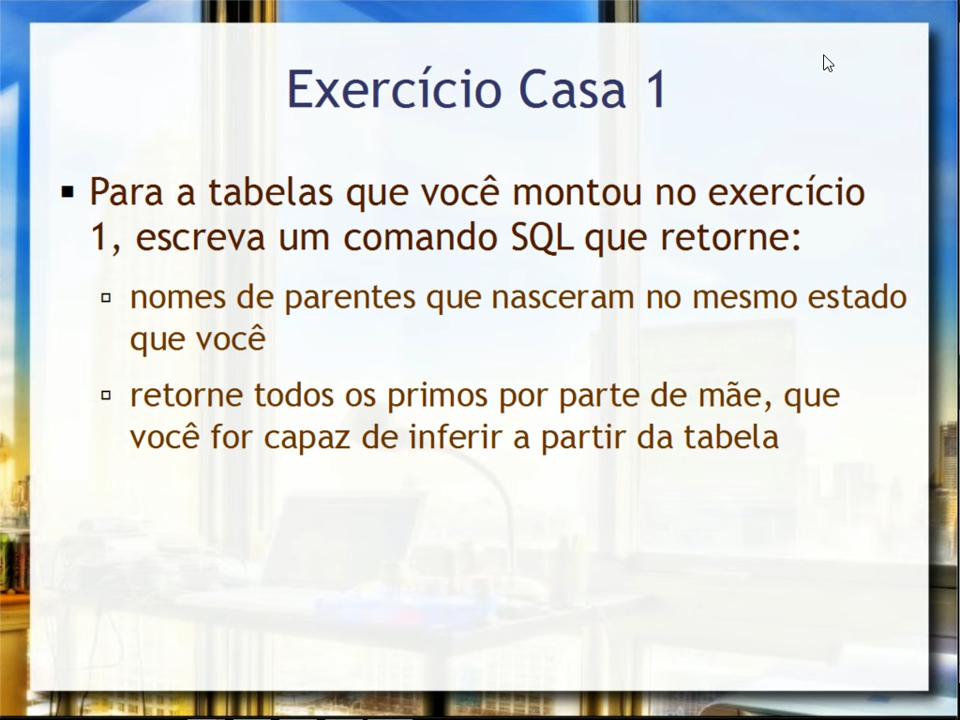 Exercício Casa 1
Para a tabelas que você montou no exercício
1, escreva um comando SQL que retorne:
nomes de parentes que nasceram no mesmo estado
que você
retorne todos os primos por parte de mãe, que
você for capaz de inferir a partir da tabela